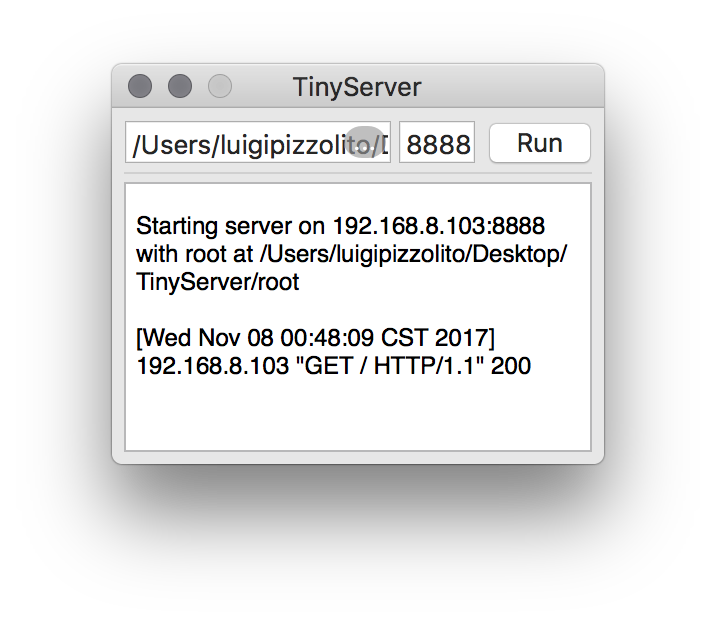 TinyServer
/Users/luigipizzolito/D ... 8888 Run
Starting server on 192.168.8.103:8888
with root at /Users/luigipizzolito/Desktop/
TinyServer/root
[Wed Nov 08 00:48:09 CST 2017]
192.168.8.103 "GET / HTTP/1.1" 200